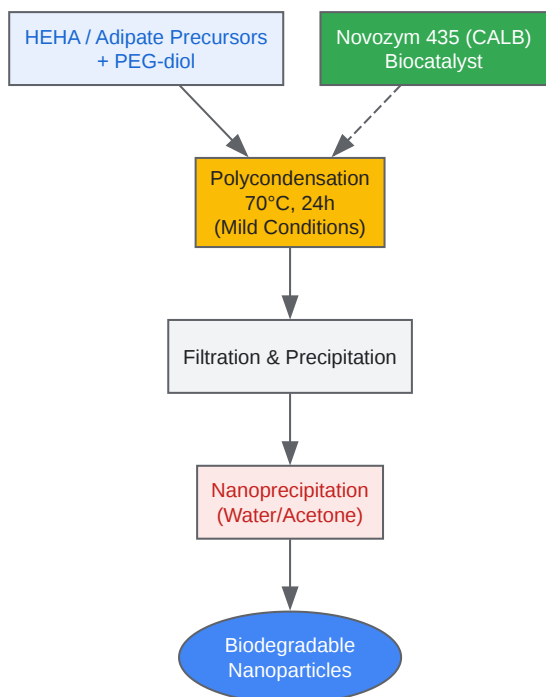 HEHA / Adipate Precursors
+ PEG-diol
Novozym 435 (CALB)
Biocatalyst
Polycondensation
70°C, 24h
(Mild Conditions)
Filtration & Precipitation
Nanoprecipitation
(Water/Acetone)
Biodegradable
Nanoparticles